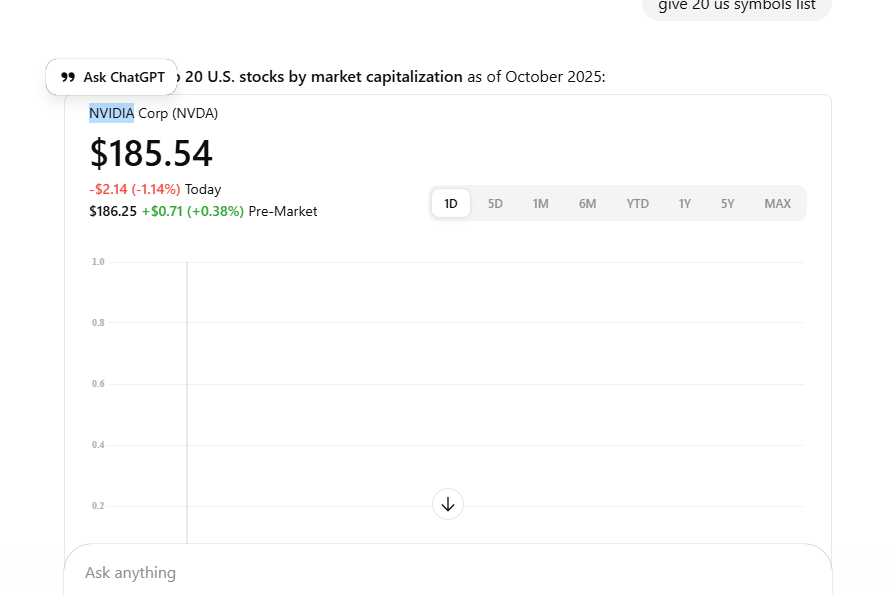 give 20 us symbols list
Ask ChatGPT
20 U.S. stocks by market capitalization as of October 2025:
NVIDIA Corp (NVDA)
$185.54
-$2.14 (-1.14%) Today
$186.25 +$0.71 (+0.38%) Pre-Market
1D 5D 1M 6M YTD 1Y 5Y MAX
1.0
0.8
0.6
0.4
0.2
Ask anything